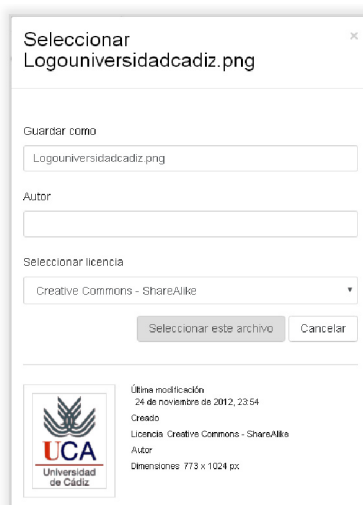 Seleccionar
Logouniversidadcadiz.png
×
Guardar como
Logouniversidadcadiz.png
Autor
Seleccionar licencia
Creative Commons - ShareAlike
Seleccionar este archivo
Cancelar
UCA
Universidad
de Cádiz
Última modificación
24 de noviembre de 2012, 23:54
Creado
Licencia Creative Commons - ShareAlike
Autor
Dimensiones 773 x 1024 px